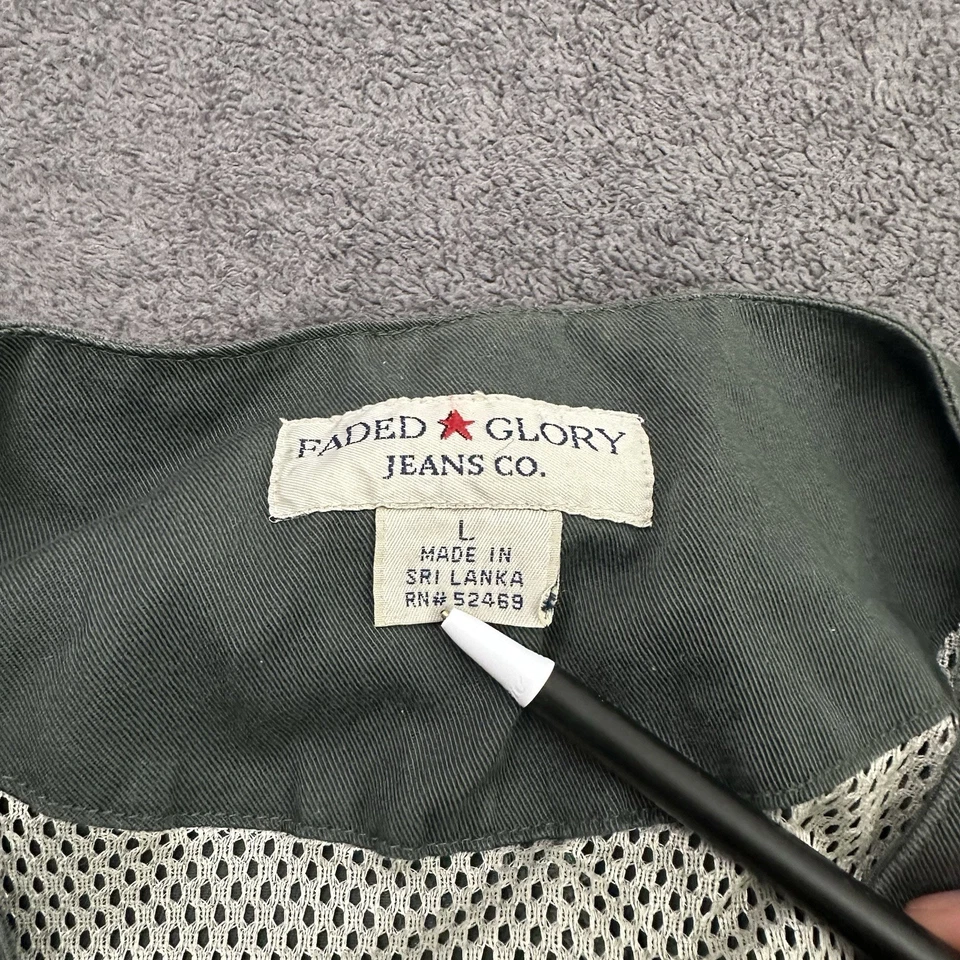 FADED GLORY
JEANS CO.
L
MADE IN
SRI LANKA
RN# 52469